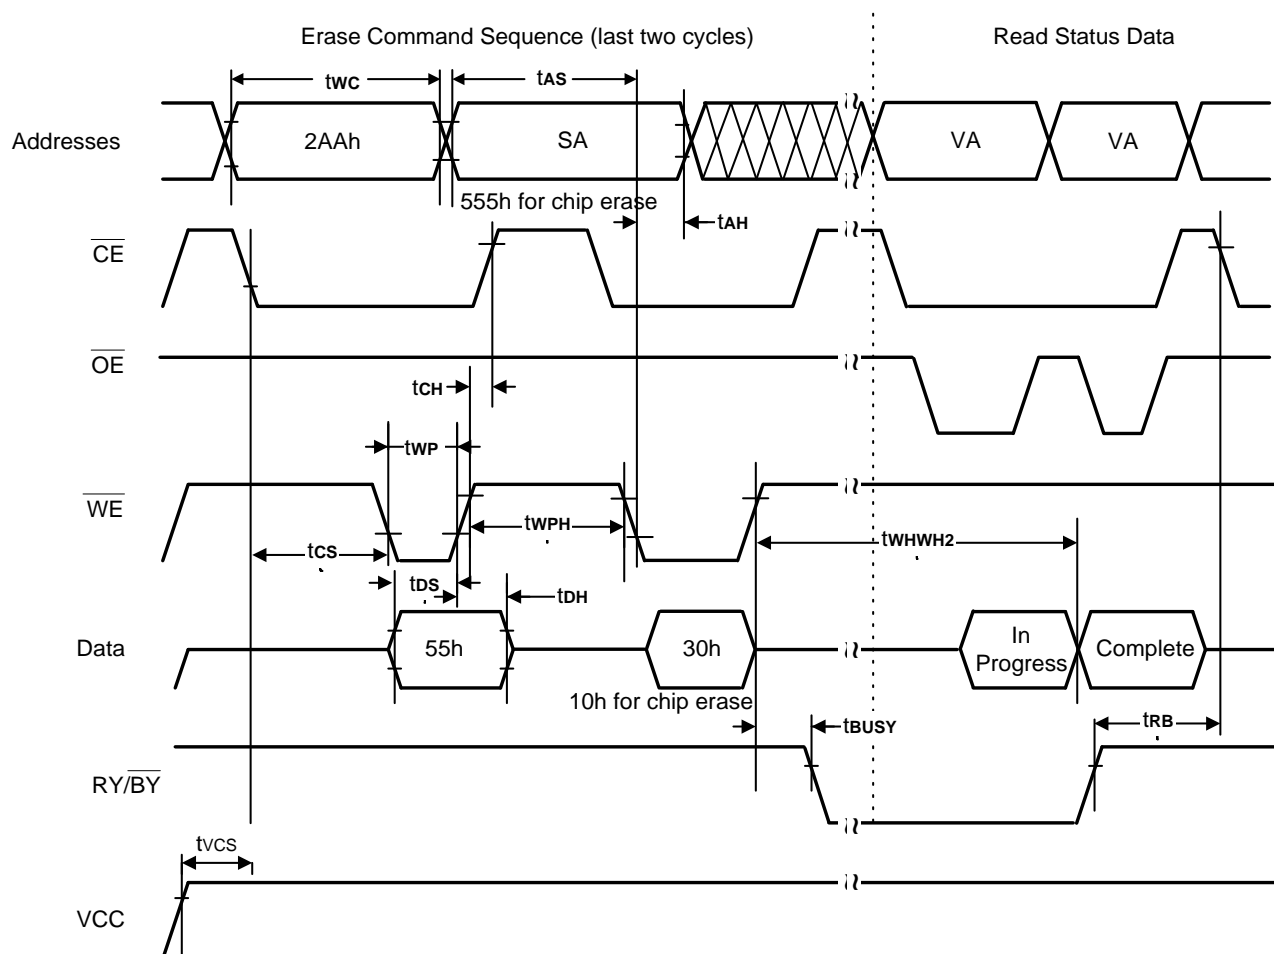 Erase Command Sequence (last two cycles)
Read Status Data
tWC
tAS
Addresses
2AAh
SA
VA
VA
555h for chip erase
tAH
CE
OE
tCH
tWP
WE
tWPH
tWHWH2
tCS
tDS
tDH
Data
55h
30h
In
Progress
Complete
10h for chip erase
tBUSY
tRB
RY/BY
tVCS
VCC